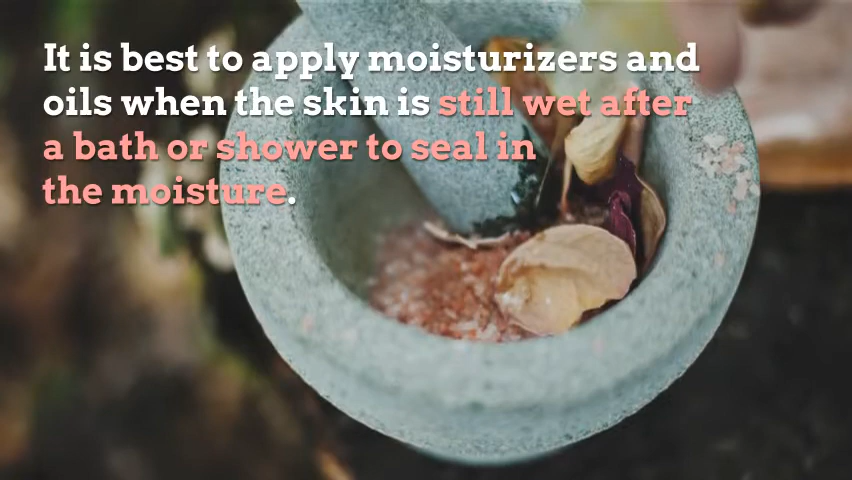 It is best to apply moisturizers and
oils when the skin is still wet after
a bath or shower to seal in
the moisture.